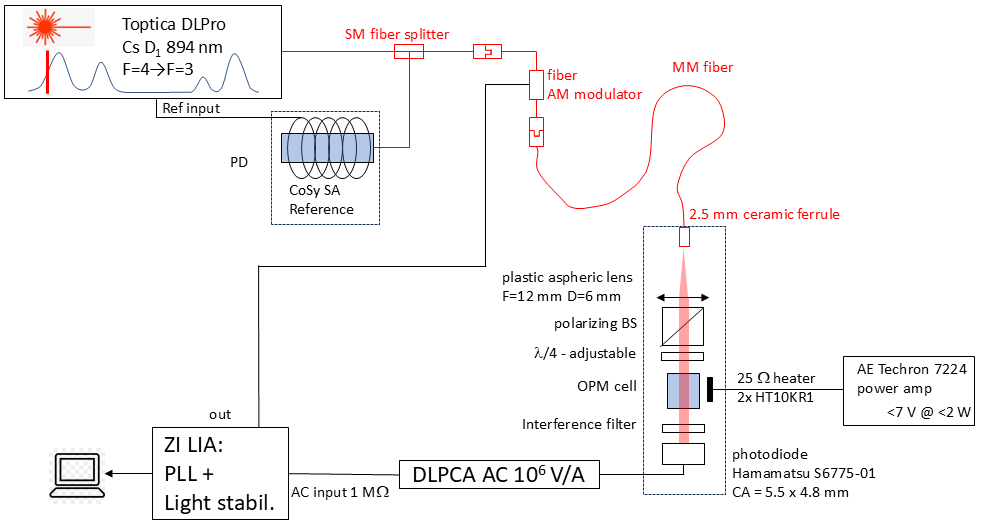 Toptica DLPro
Cs D₁ 894 nm
F=4→F=3
SM fiber splitter
fiber
AM modulator
MM fiber
Ref input
PD
CoSy SA
Reference
2.5 mm ceramic ferrule
plastic aspheric lens
F=12 mm D=6 mm
polarizing BS
λ/4 - adjustable
OPM cell
25 Ω heater
2x HT10KR1
AE Techron 7224
power amp
<7 V @ <2 W
Interference filter
out
ZI LIA:
PLL +
Light stabil.
AC input 1 MΩ
DLPCA AC 10⁶ V/A
photodiode
Hamamatsu S6775-01
CA = 5.5 x 4.8 mm